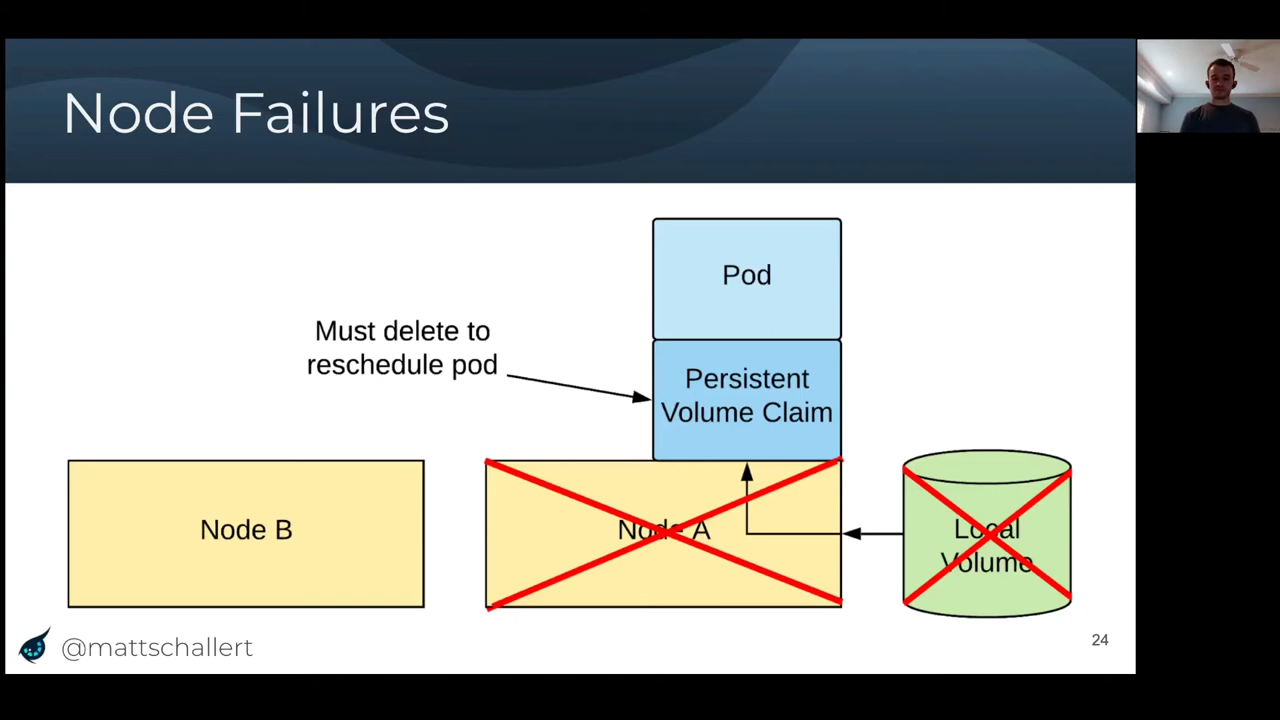 Node Failures
Pod
Must delete to
reschedule pod
Persistent
Volume Claim
Node B
Node A
Local
Volume
@mattschallert
24